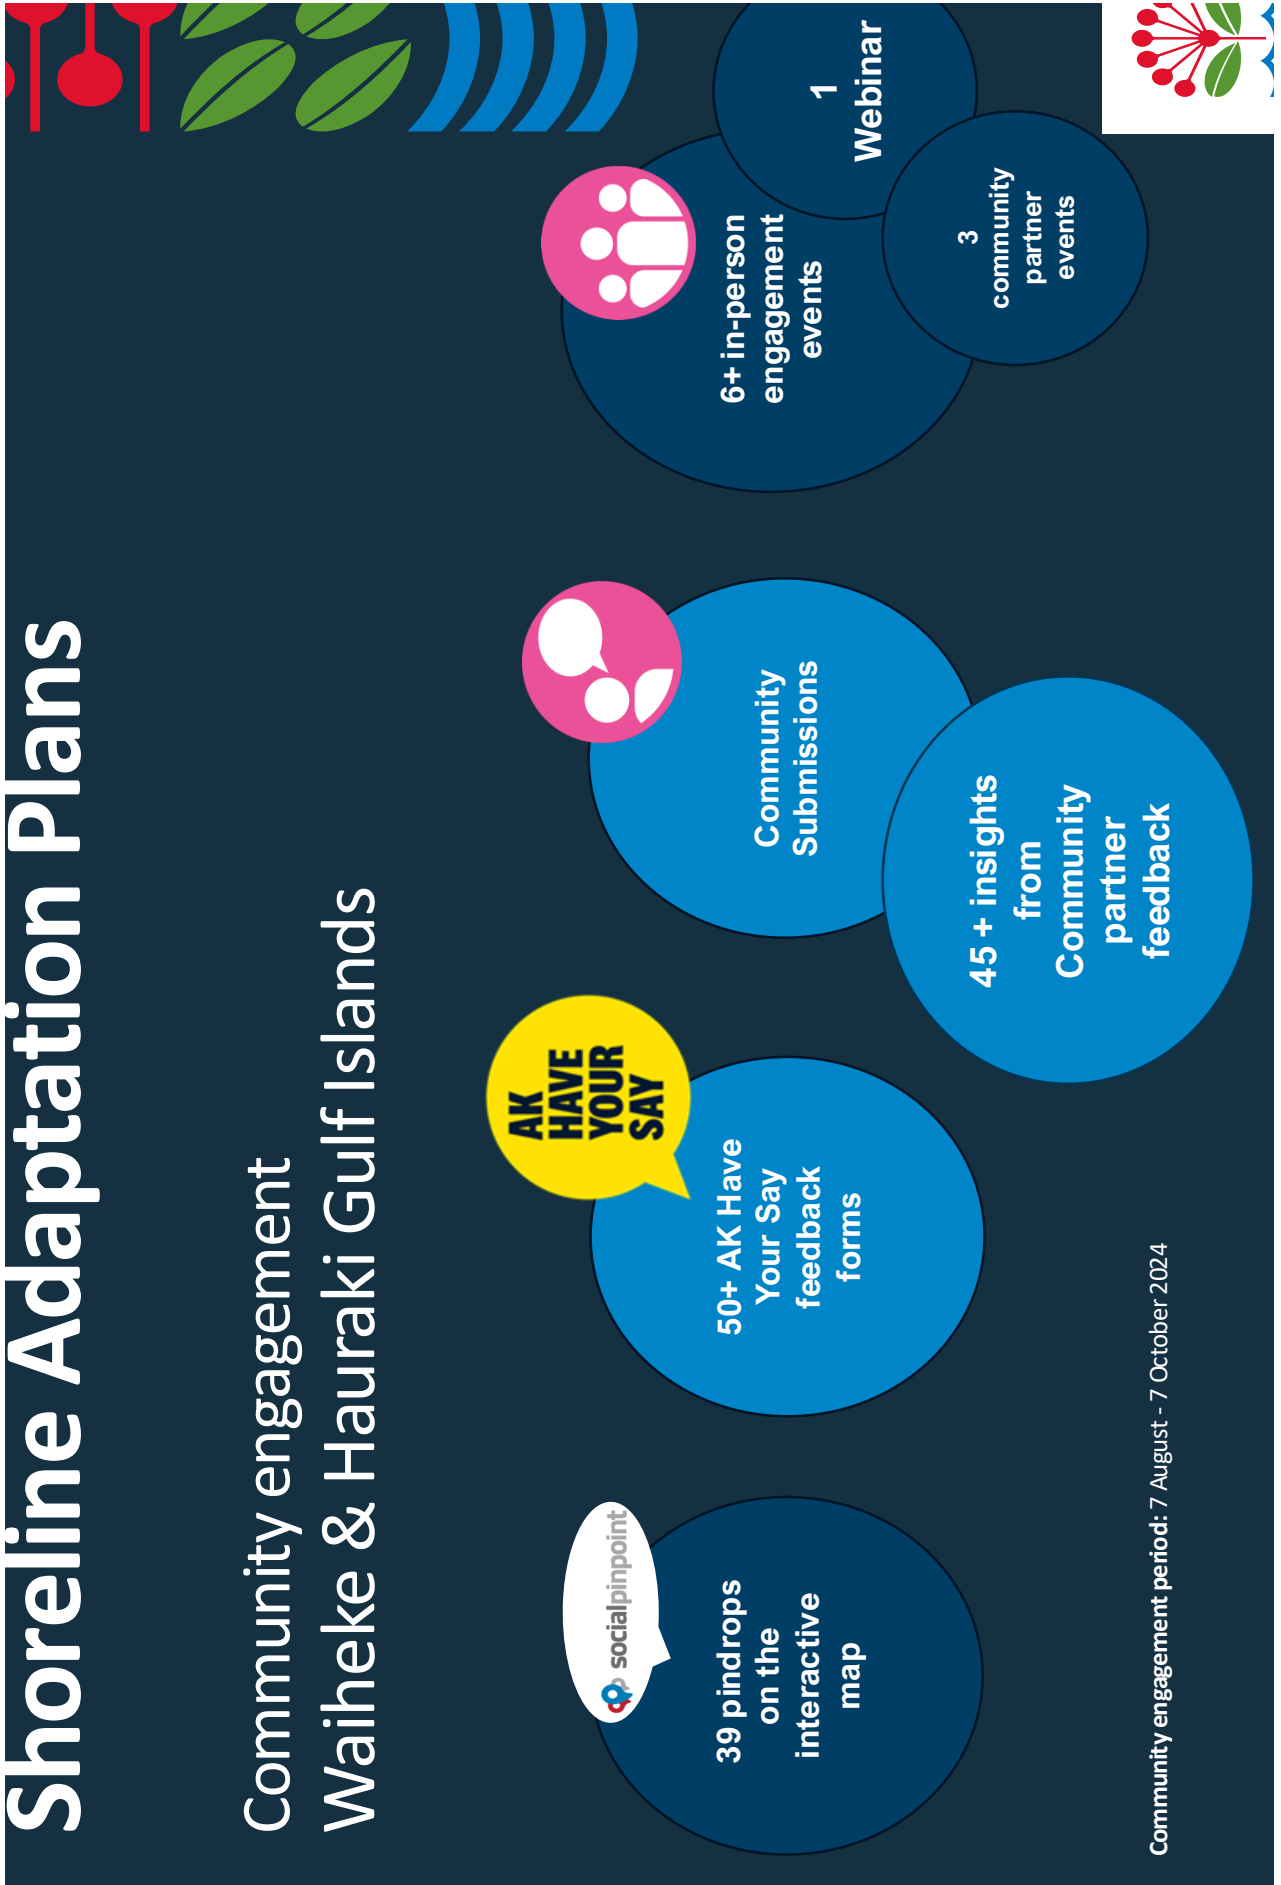 Shoreline Adaptation Plans
Community engagement
Waiheke & Hauraki Gulf Islands
socialpinpoint
39 pindrops
on the
interactive
map
AK
HAVE
YOUR
SAY
50+ AK Have
Your Say
feedback
forms
Community
Submissions
45 + insights
from
Community
partner
feedback
6+ in-person
engagement
events
1
Webinar
3
community
partner
events
Community engagement period: 7 August - 7 October 2024